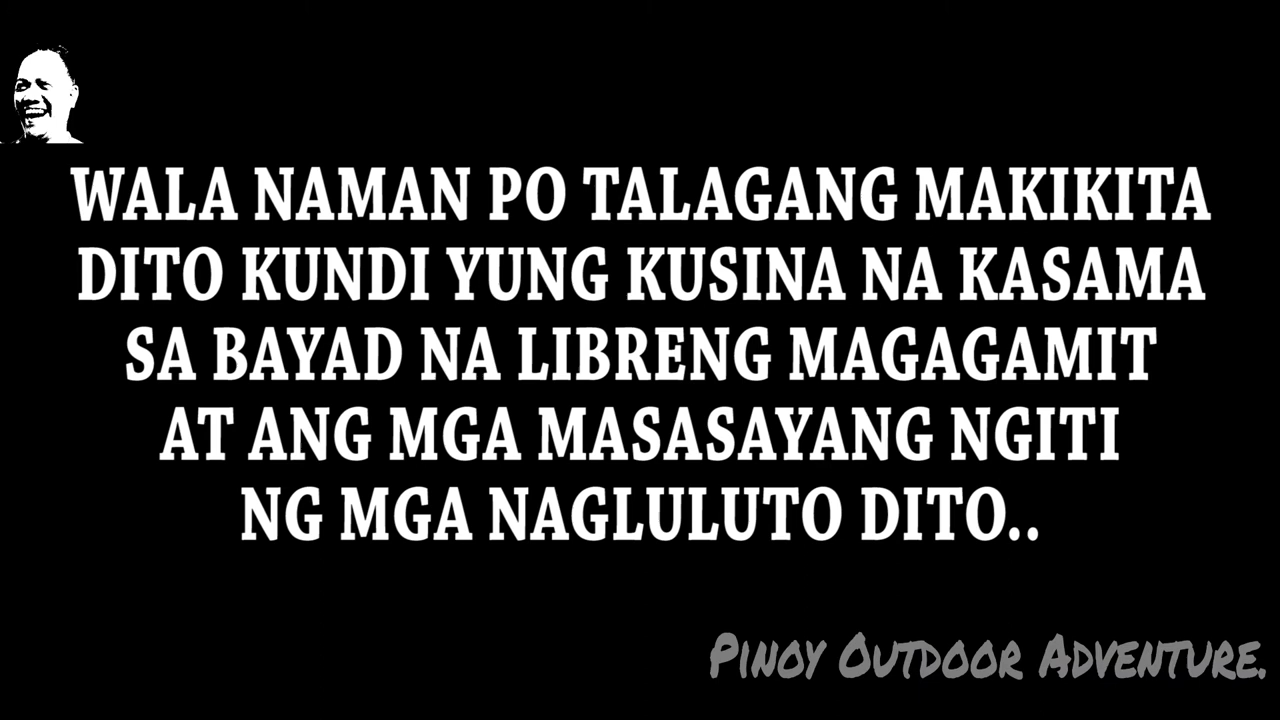 WALA NAMAN PO TALAGANG MAKIKITA
DITO KUNDI YUNG KUSINA NA KASAMA
SA BAYAD NA LIBRENG MAGAGAMIT
AT ANG MGA MASASAYANG NGITI
NG MGA NAGLULUTO DITO..
PINOY OUTDOOR ADVENTURE.